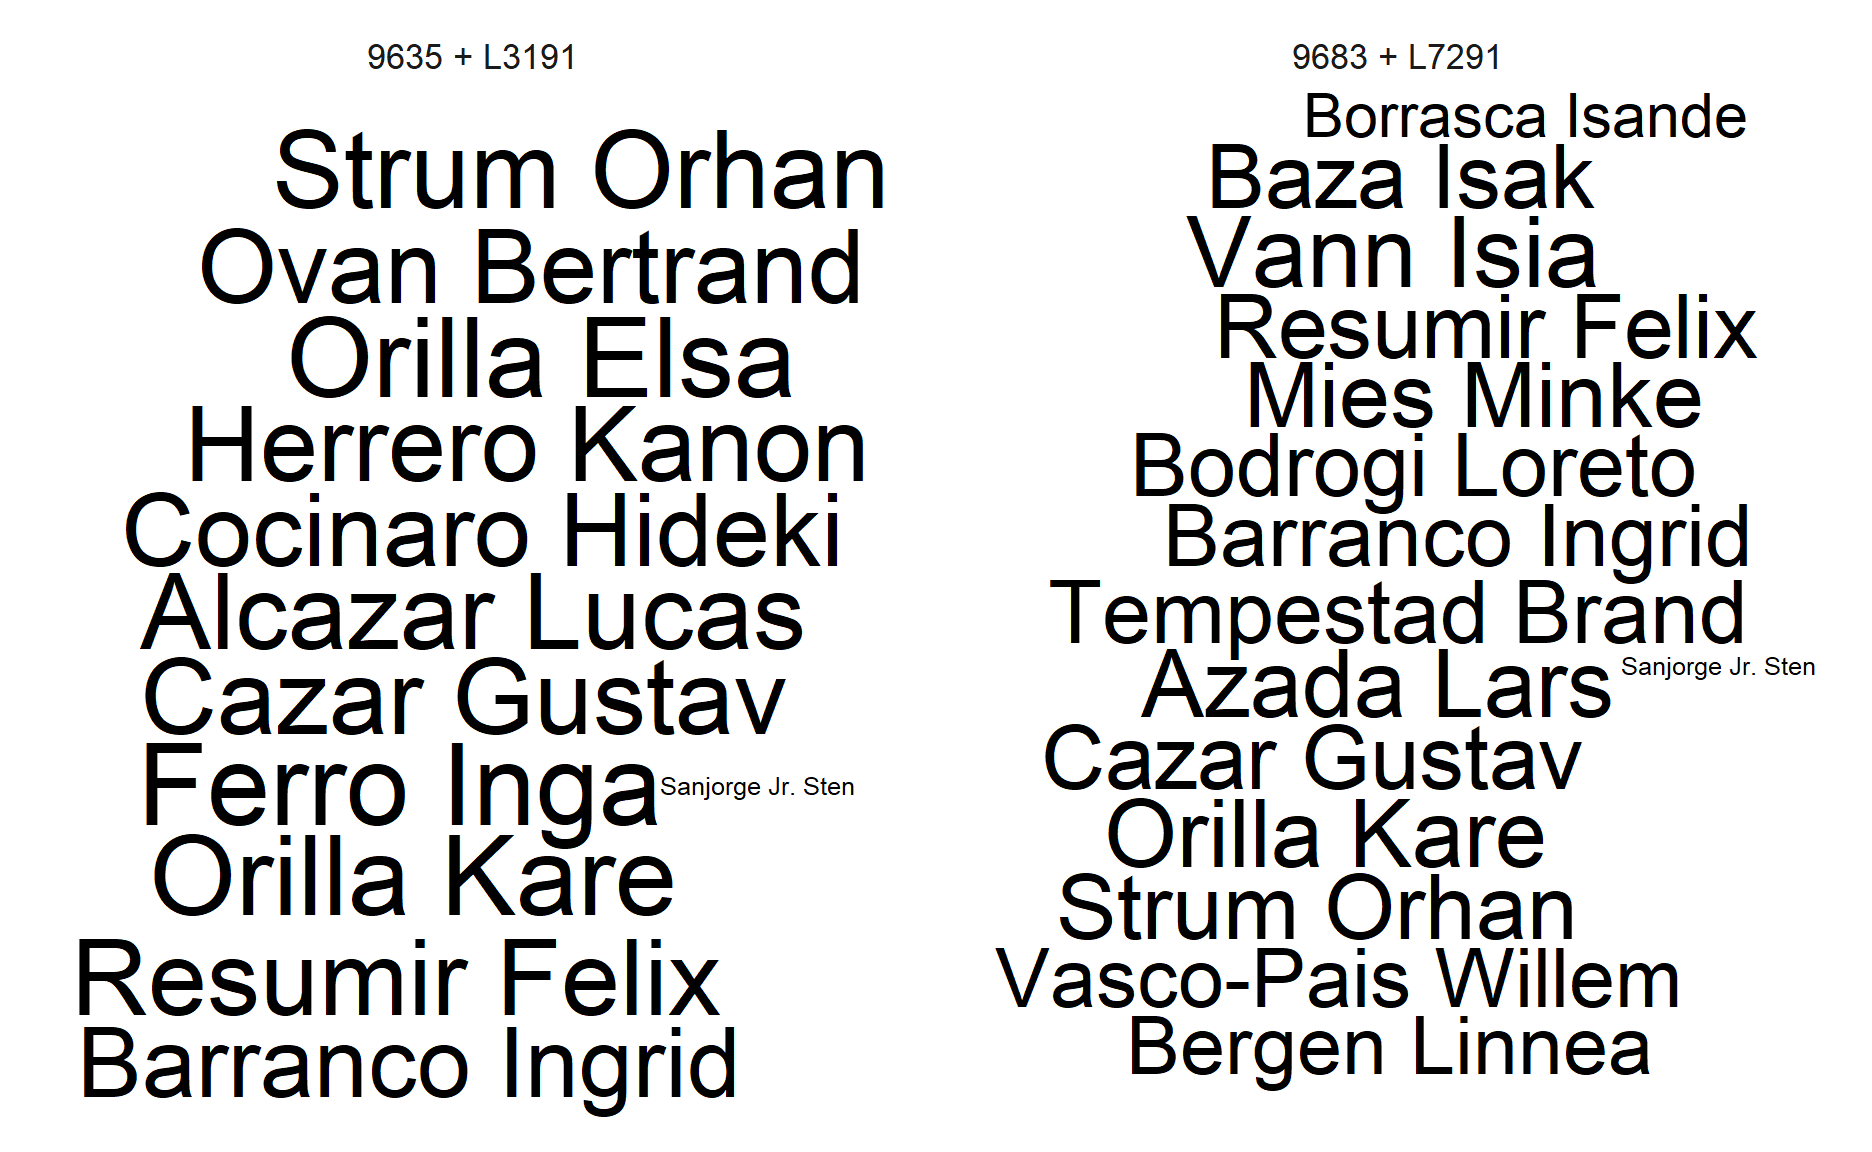 9635 + L3191
Strum Orhan
Ovan Bertrand
Orilla Elsa
Herrero Kanon
Cocinaro Hideki
Alcazar Lucas
Cazar Gustav
Ferro Inga
Sanjorge Jr. Sten
Orilla Kare
Resumir Felix
Barranco Ingrid
9683 + L7291
Borrasca Isande
Baza Isak
Vann Isia
Resumir Felix
Mies Minke
Bodrogi Loreto
Barranco Ingrid
Tempestad Brand
Azada Lars
Sanjorge Jr. Sten
Cazar Gustav
Orilla Kare
Strum Orhan
Vasco-Pais Willem
Bergen Linnea